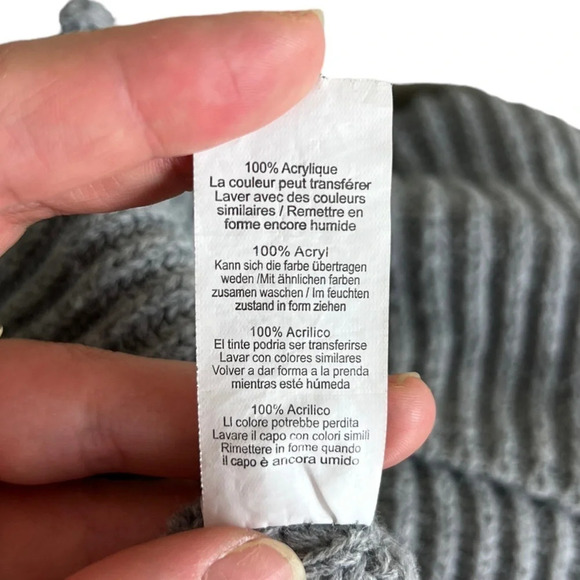 100% Acrylique
La couleur peut transférer
Laver avec des couleurs
similaires / Remettre en
forme encore humide
100% Acryl
Kann sich die farbe übertragen
weden /Mit ähnlichen farben
zusamen waschen / Im feuchten
zustand in form ziehen
100% Acrilico
El tinte podria ser transferirse
Lavar con colores similares
Volver a dar forma a la prenda
mientras esté húmeda
100% Acrilico
Ll colore potrebbe perdita
Lavare il capo con colori simili
Rimettere in forme quando
il capo è ancora umido